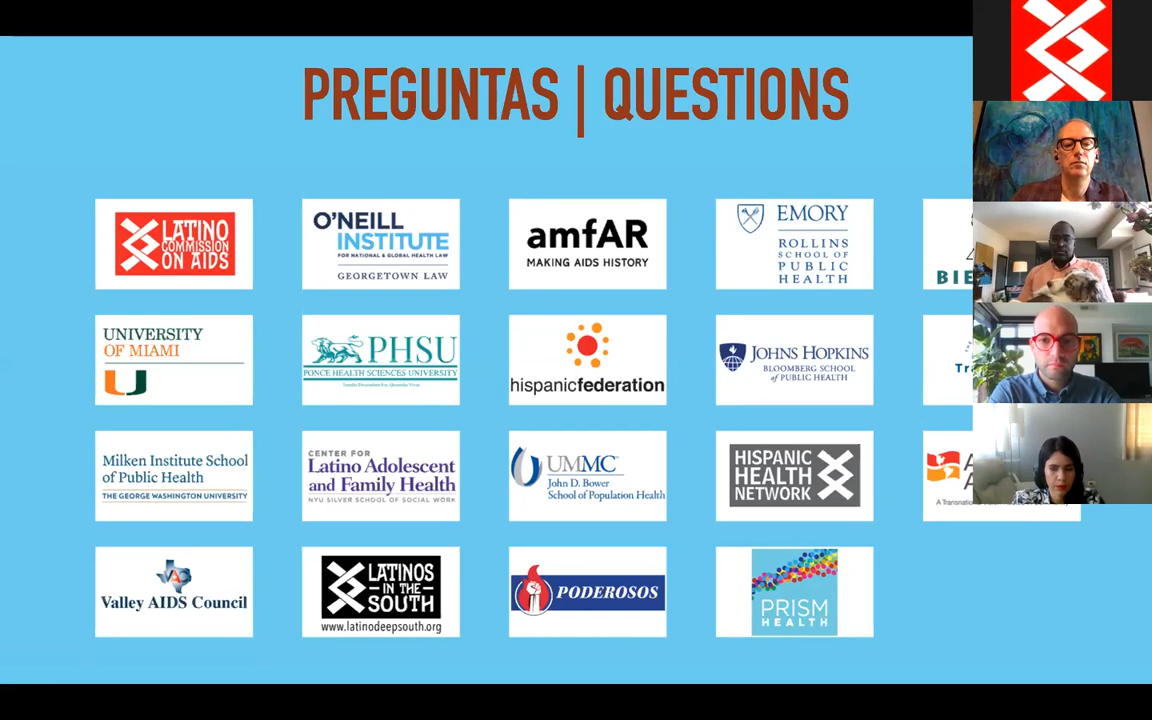 PREGUNTAS | QUESTIONS
LATINO
COMMISSION
ON AIDS
O'NEILL
INSTITUTE
FOR NATIONAL & GLOBAL HEALTH LAW
GEORGETOWN LAW
amfAR
MAKING AIDS HISTORY
EMORY
ROLLINS
SCHOOL OF
PUBLIC
HEALTH
UNIVERSITY
OF MIAMI
PHSU
PONCE HEALTH SCIENCES UNIVERSITY
hispanicfederation
JOHNS HOPKINS
BLOOMBERG SCHOOL
of PUBLIC HEALTH
Milken Institute School
of Public Health
THE GEORGE WASHINGTON UNIVERSITY
CENTER FOR
Latino Adolescent
and Family Health
NYU SILVER SCHOOL OF SOCIAL WORK
UMMC
John D. Bower
School of Population Health
HISPANIC
HEALTH
NETWORK
Valley AIDS Council
LATINOS
IN THE
SOUTH
www.latinodeepsouth.org
PODEROSOS
PRISM
HEALTH